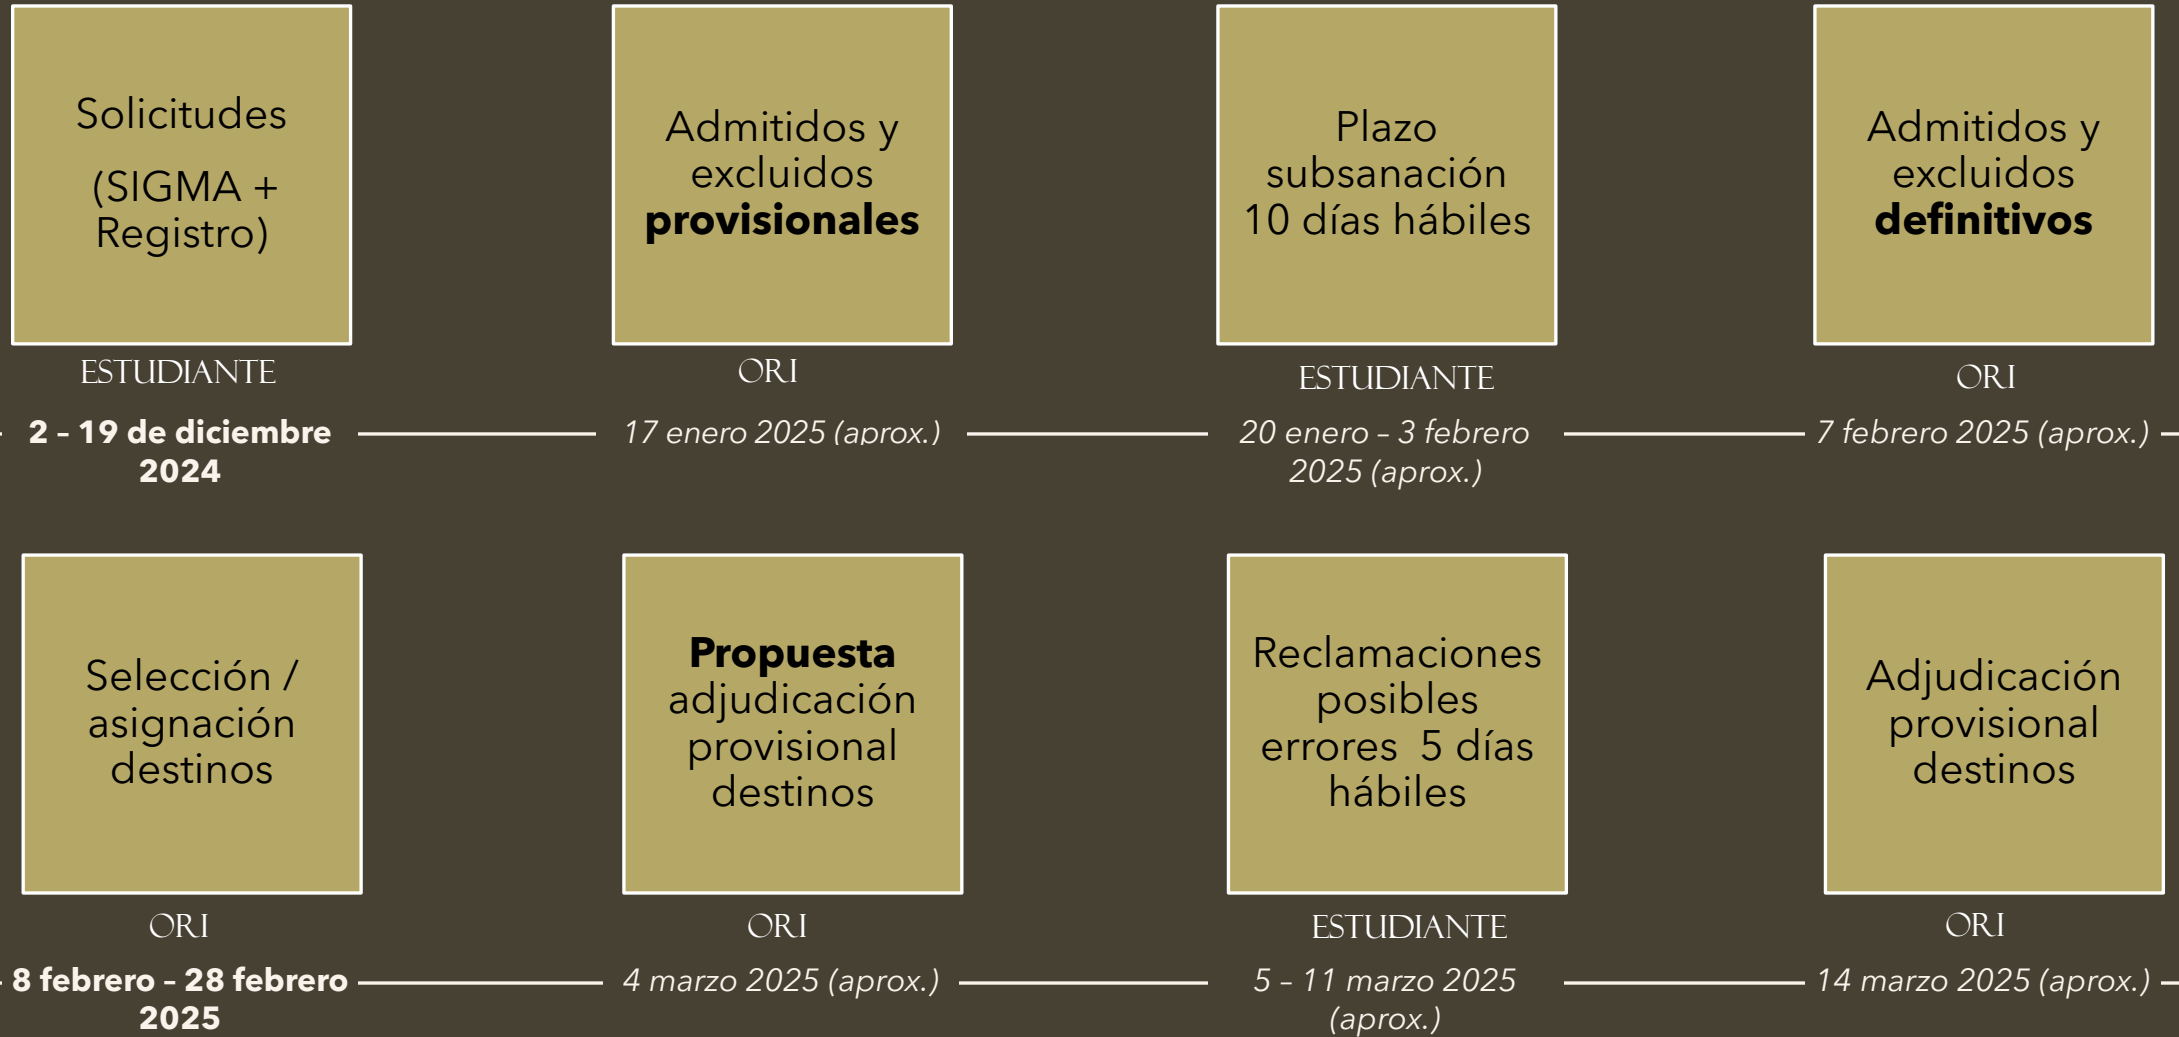 Solicitudes
(SIGMA +
Registro)
ESTUDIANTE
2 – 19 de diciembre
2024
Admitidos y
excluidos
provisionales
ORI
17 enero 2025 (aprox.)
Plazo
subsanación
10 días hábiles
ESTUDIANTE
20 enero – 3 febrero
2025 (aprox.)
Admitidos y
excluidos
definitivos
ORI
7 febrero 2025 (aprox.)
Selección /
asignación
destinos
ORI
8 febrero – 28 febrero
2025
Propuesta
adjudicación
provisional
destinos
ORI
4 marzo 2025 (aprox.)
Reclamaciones
posibles
errores  5 días
hábiles
ESTUDIANTE
5 – 11 marzo 2025
(aprox.)
Adjudicación
provisional
destinos
ORI
14 marzo 2025 (aprox.)